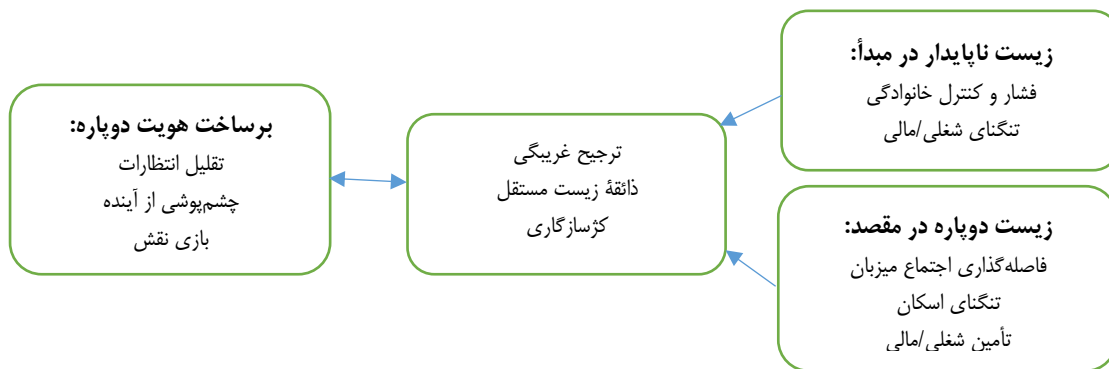 زیست ناپایدار در مبدأ:
فشار و کنترل خانوادگی
تنگنای شغلی/مالی
زیست دوپاره در مقصد:
فاصله‌گذاری اجتماع میزبان
تنگنای اسکان
تأمین شغلی/مالی
ترجیح غریبگی
ذائقهٔ زیست مستقل
کژسازگاری
برساخت هویت دوپاره:
تقلیل انتظارات
چشم‌پوشی از آینده
بازی نقش